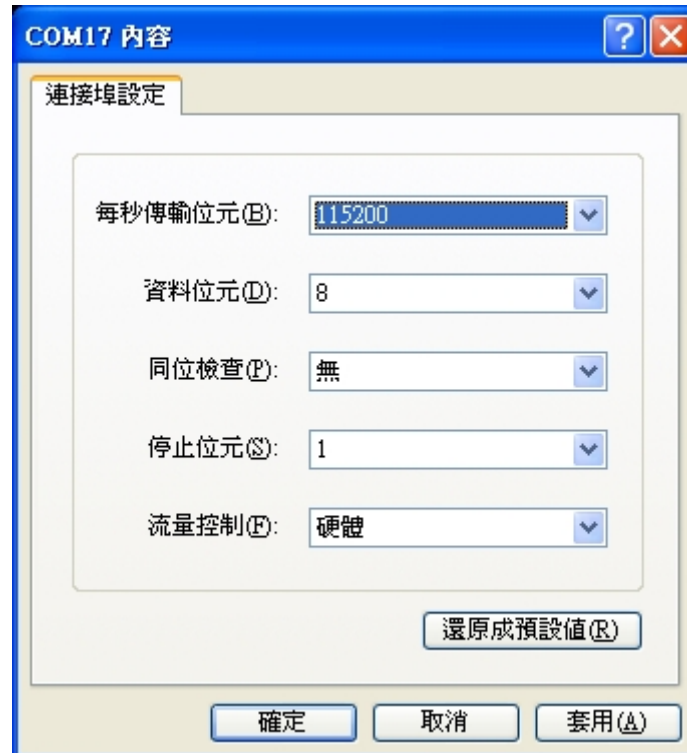 COM17 內容
連接埠設定
每秒傳輸位元(B): 115200
資料位元(D): 8
同位檢查(P): 無
停止位元(S): 1
流量控制(F): 硬體
還原成預設值(R)
確定 取消 套用(A)